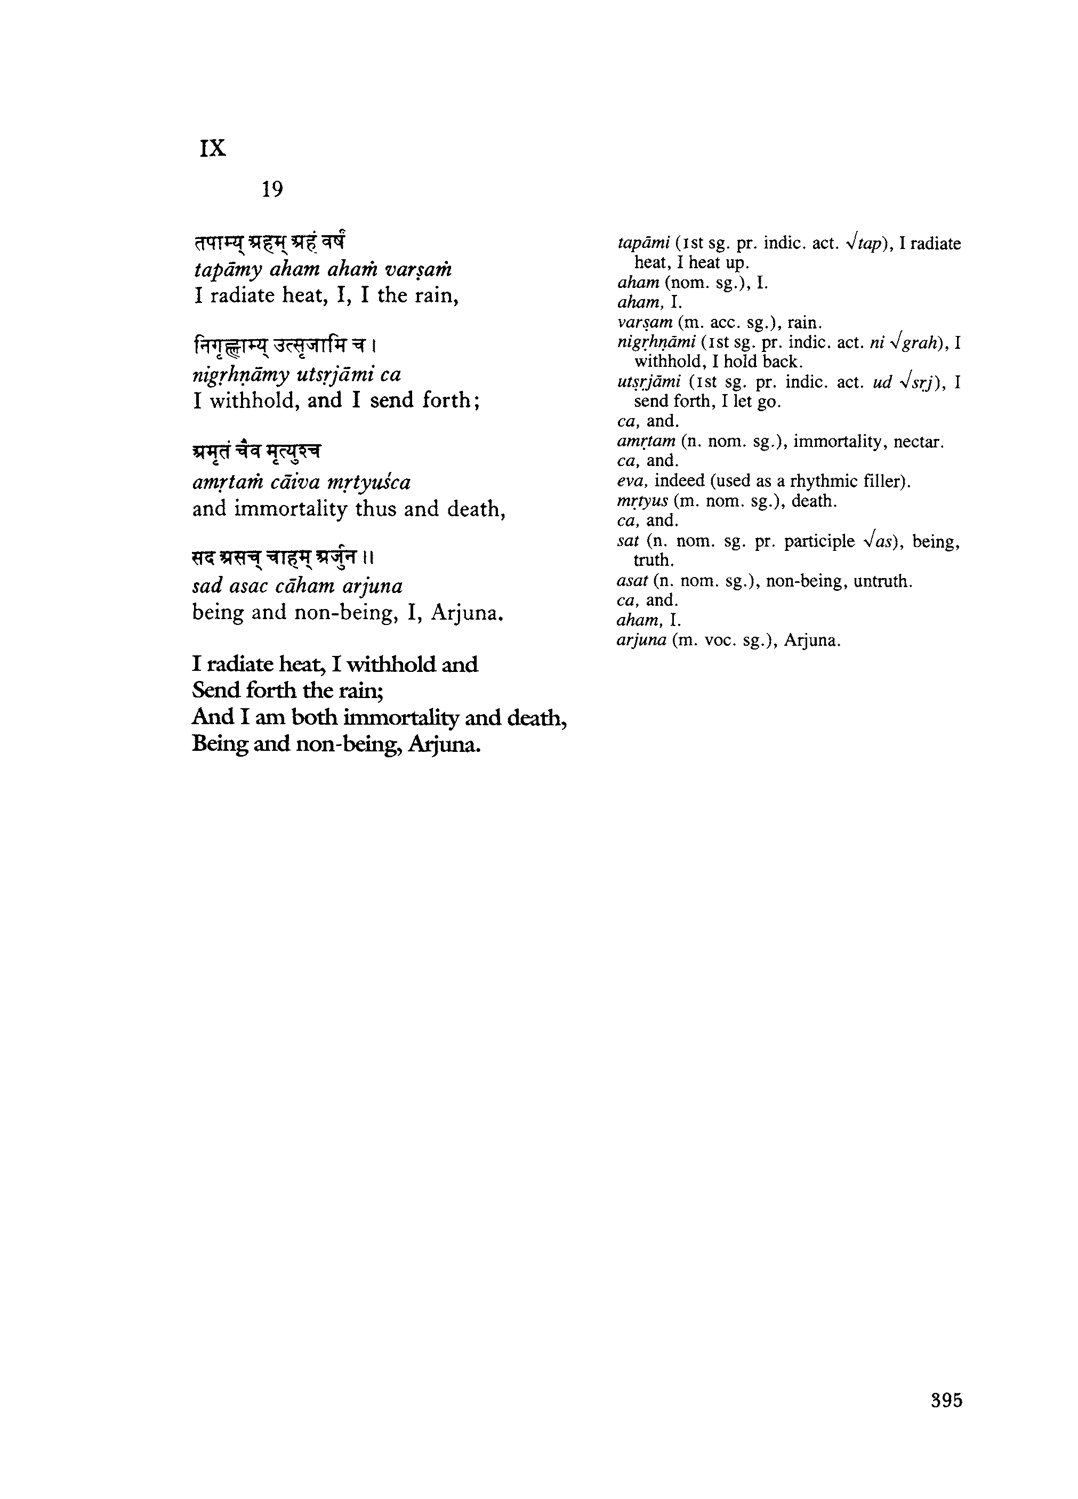 IX
19
तपाम्य् अहम् अहं वर्षं
tapāmy aham ahaṁ varṣaṁ
I radiate heat, I, I the rain,
निगृह्णाम्य् उत्सृजामि च ।
nigṛhṇāmy utsṛjāmi ca
I withhold, and I send forth;
अमृतं चैव मृत्युश्च
amṛtaṁ cāiva mṛtyuśca
and immortality thus and death,
सद असच् चाहम् अर्जुन ॥
sad asac cāham arjuna
being and non-being, I, Arjuna.
I radiate heat, I withhold and
Send forth the rain;
And I am both immortality and death,
Being and non-being, Arjuna.
tapāmi (1st sg. pr. indic. act. √tap), I radiate
heat, I heat up.
aham (nom. sg.), I.
aham, I.
varṣam (m. acc. sg.), rain.
nigṛhṇāmi (1st sg. pr. indic. act. ni √grah), I
withhold, I hold back.
utsṛjāmi (1st sg. pr. indic. act. ud √sṛj), I
send forth, I let go.
ca, and.
amṛtam (n. nom. sg.), immortality, nectar.
ca, and.
eva, indeed (used as a rhythmic filler).
mṛtyus (m. nom. sg.), death.
ca, and.
sat (n. nom. sg. pr. participle √as), being,
truth.
asat (n. nom. sg.), non-being, untruth.
ca, and.
aham, I.
arjuna (m. voc. sg.), Arjuna.
395